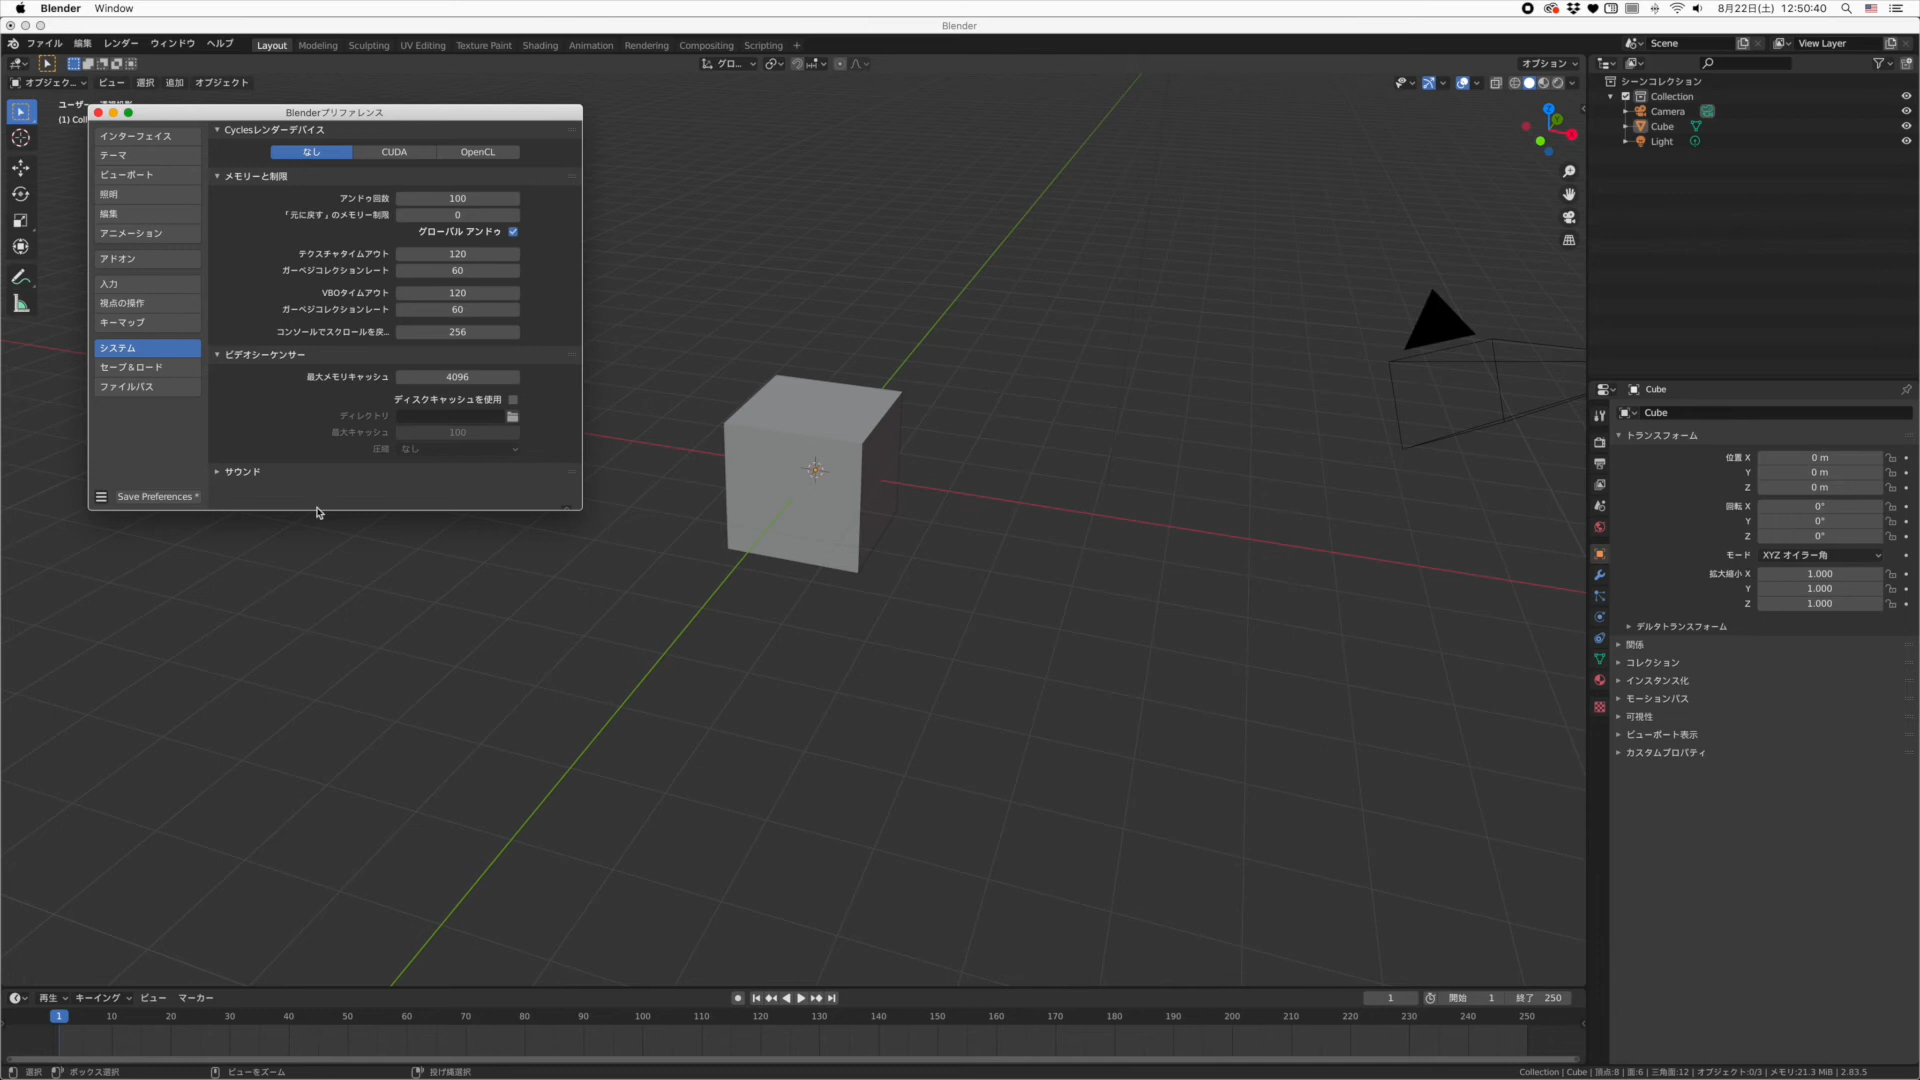 Blender Window 8月22日(土) 12:50:40
Blender
ファイル 編集 レンダー ウィンドウ ヘルプ Layout Modeling Sculpting UV Editing Texture Paint Shading Animation Rendering Compositing Scripting + Scene View Layer
グロ... オプション
オブジェク... ビュー 選択 追加 オブジェクト
(1) Coll
Blenderプリファレンス
インターフェイス
テーマ
ビューポート
照明
編集
アニメーション
アドオン
入力
視点の操作
キーマップ
システム
セーブ＆ロード
ファイルパス
Save Preferences *
Cyclesレンダーデバイス
なし CUDA OpenCL
メモリーと制限
アンドゥ回数 100
「元に戻す」のメモリー制限 0
グローバル アンドゥ
テクスチャタイムアウト 120
ガーベジコレクションレート 60
VBOタイムアウト 120
ガーベジコレクションレート 60
コンソールでスクロールを戻... 256
ビデオシーケンサー
最大メモリキャッシュ 4096
ディスクキャッシュを使用
ディレクトリ
最大キャッシュ 100
圧縮 なし
サウンド
シーンコレクション
Collection
Camera
Cube
Light
Cube
Cube
トランスフォーム
位置 X 0 m
Y 0 m
Z 0 m
回転 X 0°
Y 0°
Z 0°
モード XYZ オイラー角
拡大縮小 X 1.000
Y 1.000
Z 1.000
デルタトランスフォーム
関係
コレクション
インスタンス化
モーションパス
可視性
ビューポート表示
カスタムプロパティ
再生 キーイング ビュー マーカー 1 開始 1 終了 250
1 10 20 30 40 50 60 70 80 90 100 110 120 130 140 150 160 170 180 190 200 210 220 230 240 250
選択 ボックス選択 ビューをズーム 投げ縄選択 Collection | Cube | 頂点:8 | 面:6 | 三角面:12 | オブジェクト:0/3 | メモリ:21.3 MiB | 2.83.5